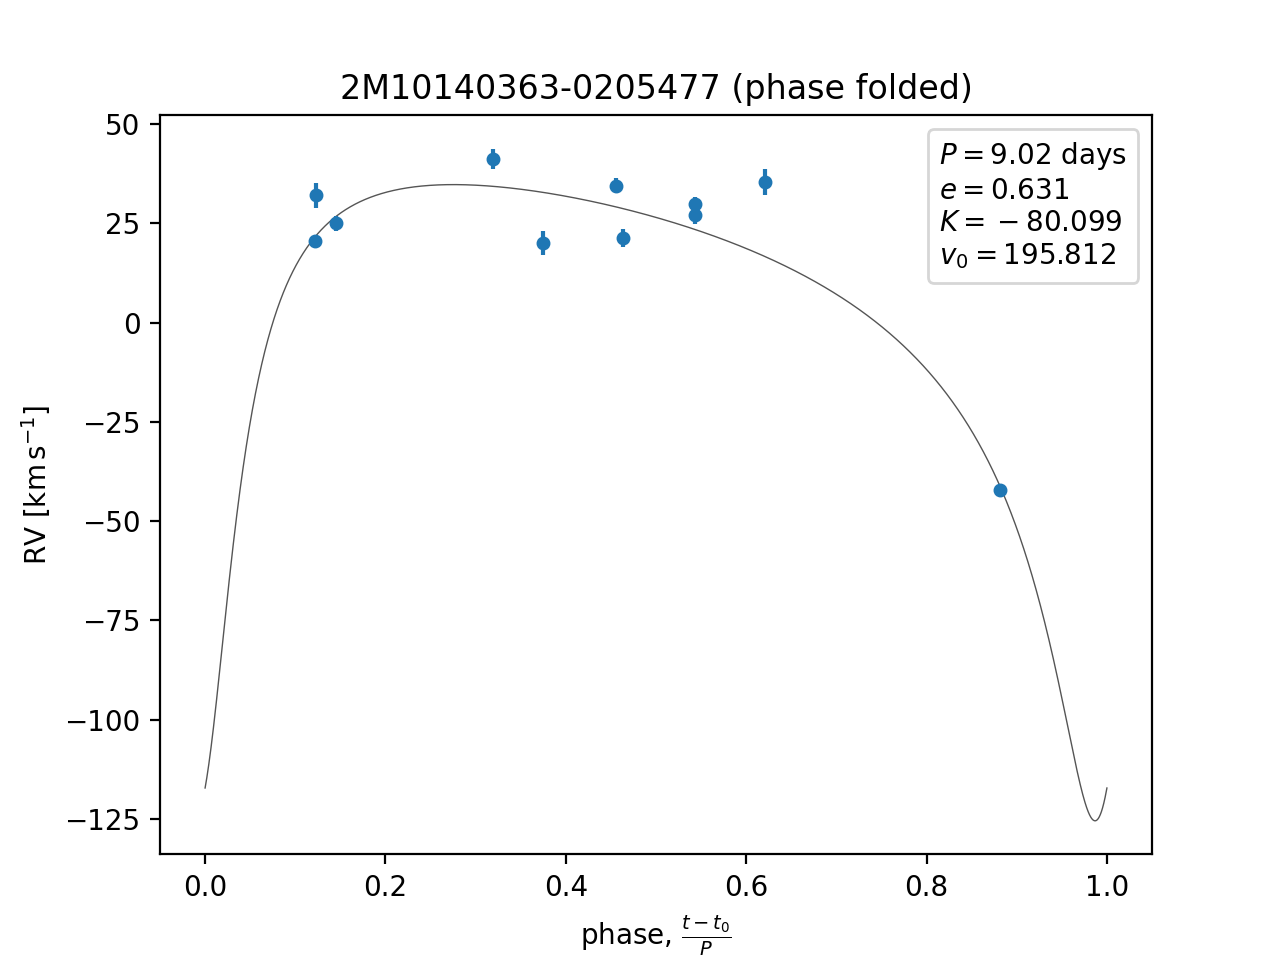 2M10140363-0205477 (phase folded)
P = 9.02 days
e = 0.631
K = −80.099
v₀ = 195.812
RV [km s⁻¹]
50
25
0
−25
−50
−75
−100
−125
0.0 0.2 0.4 0.6 0.8 1.0
phase, (t − t₀)/P